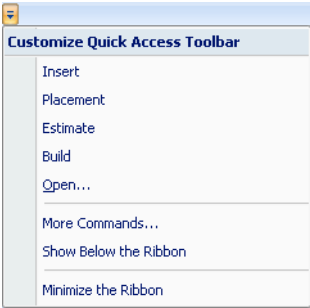 Customize Quick Access Toolbar
Insert
Placement
Estimate
Build
Open...
More Commands...
Show Below the Ribbon
Minimize the Ribbon